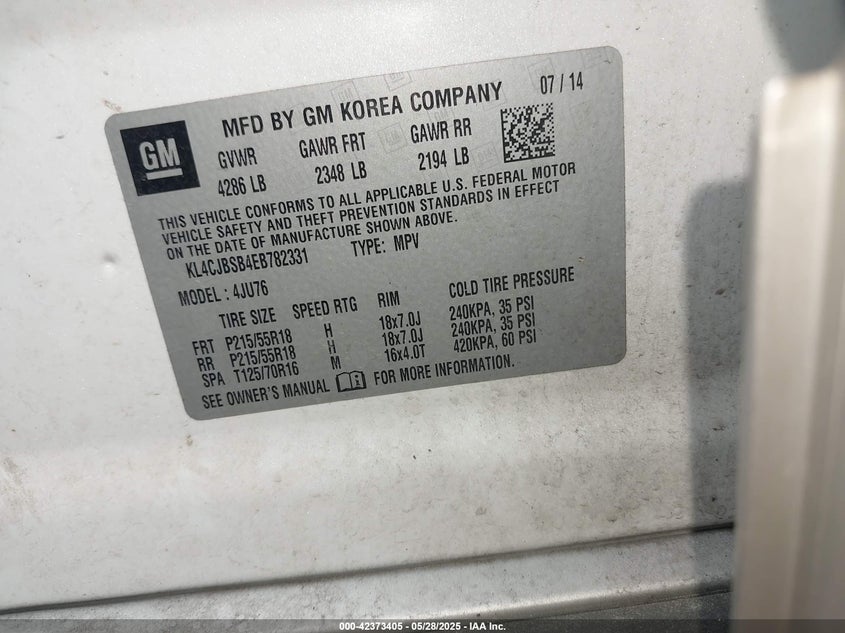 MFD BY GM KOREA COMPANY 07 / 14
GM
GVWR GAWR FRT GAWR RR
4286 LB 2348 LB 2194 LB
THIS VEHICLE CONFORMS TO ALL APPLICABLE U.S. FEDERAL MOTOR
VEHICLE SAFETY AND THEFT PREVENTION STANDARDS IN EFFECT
ON THE DATE OF MANUFACTURE SHOWN ABOVE.
KL4CJBSB4EB782331 TYPE: MPV
MODEL : 4JU76
TIRE SIZE SPEED RTG RIM COLD TIRE PRESSURE
FRT P215/55R18 H 18x7.0J 240KPA, 35 PSI
RR P215/55R18 H 18x7.0J 240KPA, 35 PSI
SPA T125/70R16 M 16x4.0T 420KPA, 60 PSI
SEE OWNER'S MANUAL FOR MORE INFORMATION.
000-42373405 - 05/28/2025 - IAA Inc.